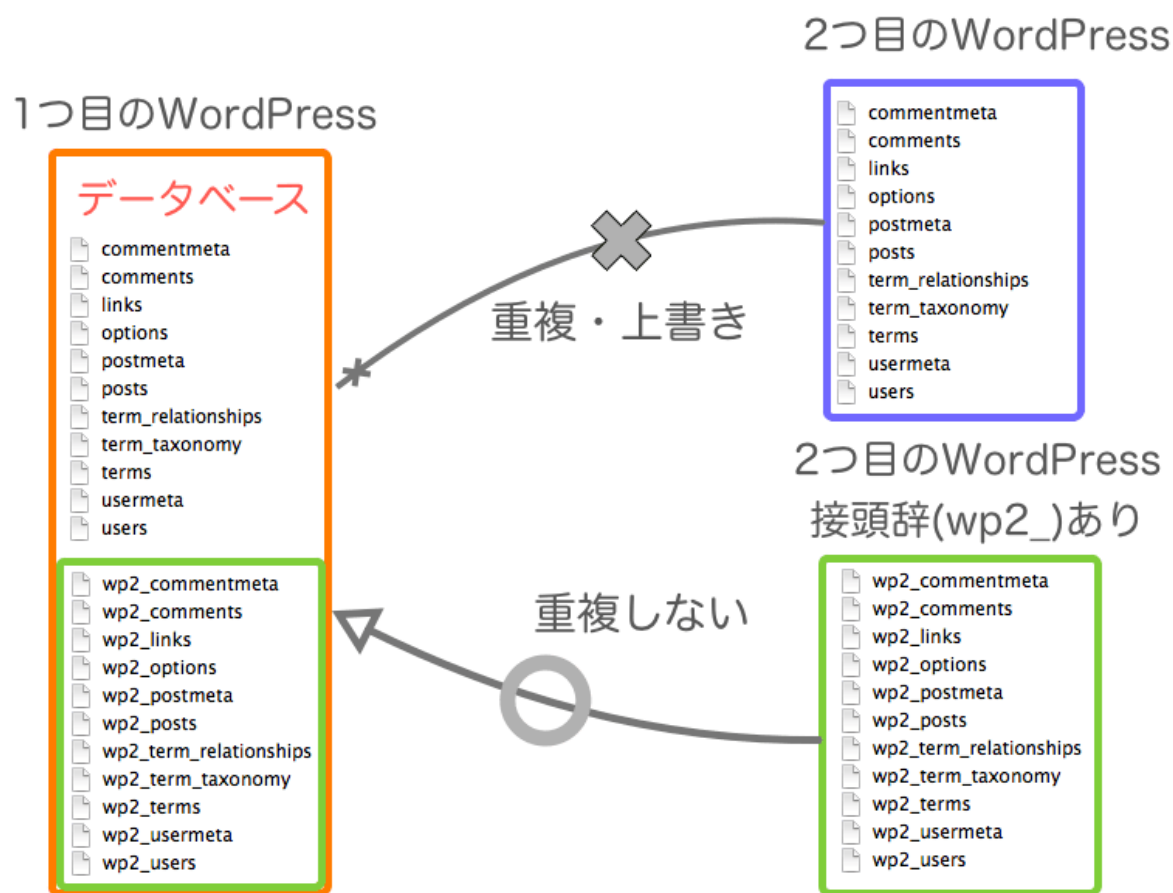 1つ目のWordPress
データベース
commentmeta
comments
links
options
postmeta
posts
term_relationships
term_taxonomy
terms
usermeta
users
wp2_commentmeta
wp2_comments
wp2_links
wp2_options
wp2_postmeta
wp2_posts
wp2_term_relationships
wp2_term_taxonomy
wp2_terms
wp2_usermeta
wp2_users
重複・上書き
重複しない
2つ目のWordPress
commentmeta
comments
links
options
postmeta
posts
term_relationships
term_taxonomy
terms
usermeta
users
2つ目のWordPress
接頭辞(wp2_)あり
wp2_commentmeta
wp2_comments
wp2_links
wp2_options
wp2_postmeta
wp2_posts
wp2_term_relationships
wp2_term_taxonomy
wp2_terms
wp2_usermeta
wp2_users